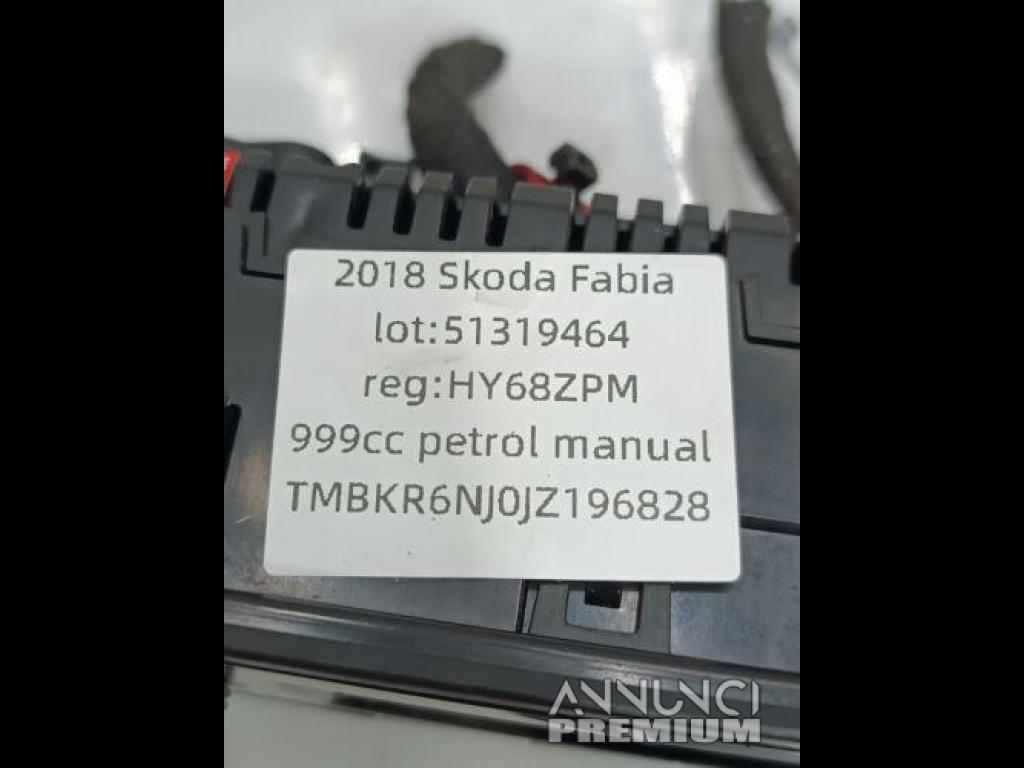 2018 Skoda Fabia
lot:51319464
reg:HY68ZPM
999cc petrol manual
TMBKR6NJ0JZ196828
ANNUNCI
PREMIUM